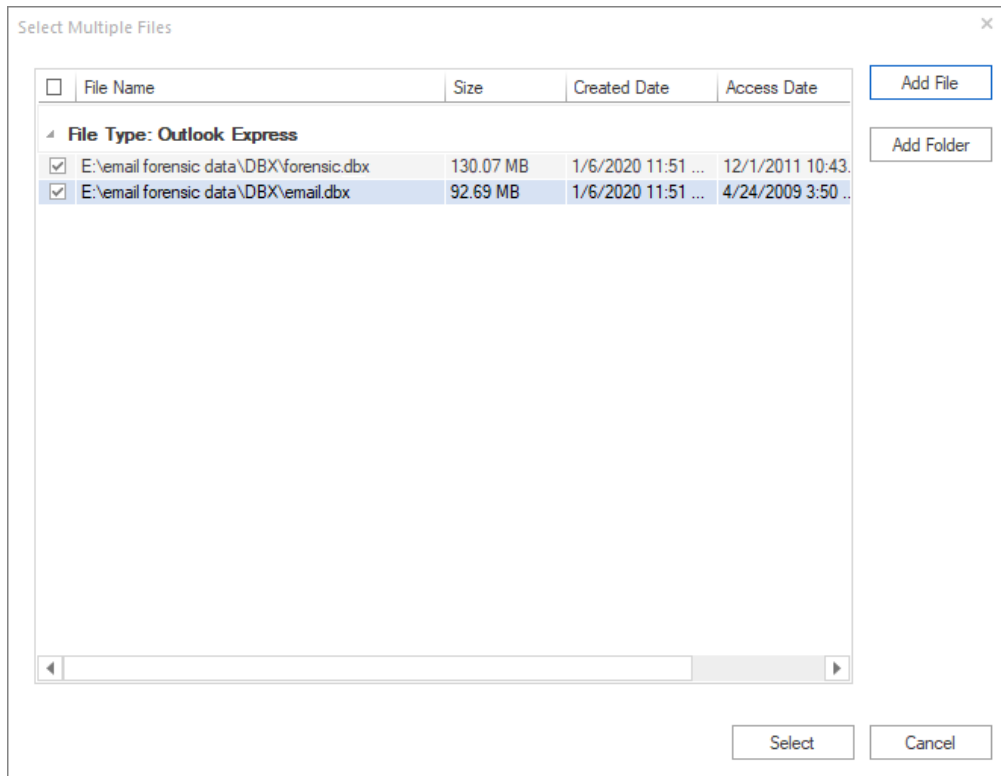 Select Multiple Files
File Name Size Created Date Access Date
Add File
File Type: Outlook Express
Add Folder
E:\email forensic data\DBX\forensic.dbx 130.07 MB 1/6/2020 11:51 ... 12/1/2011 10:43.
E:\email forensic data\DBX\email.dbx 92.69 MB 1/6/2020 11:51 ... 4/24/2009 3:50 ..
Select Cancel